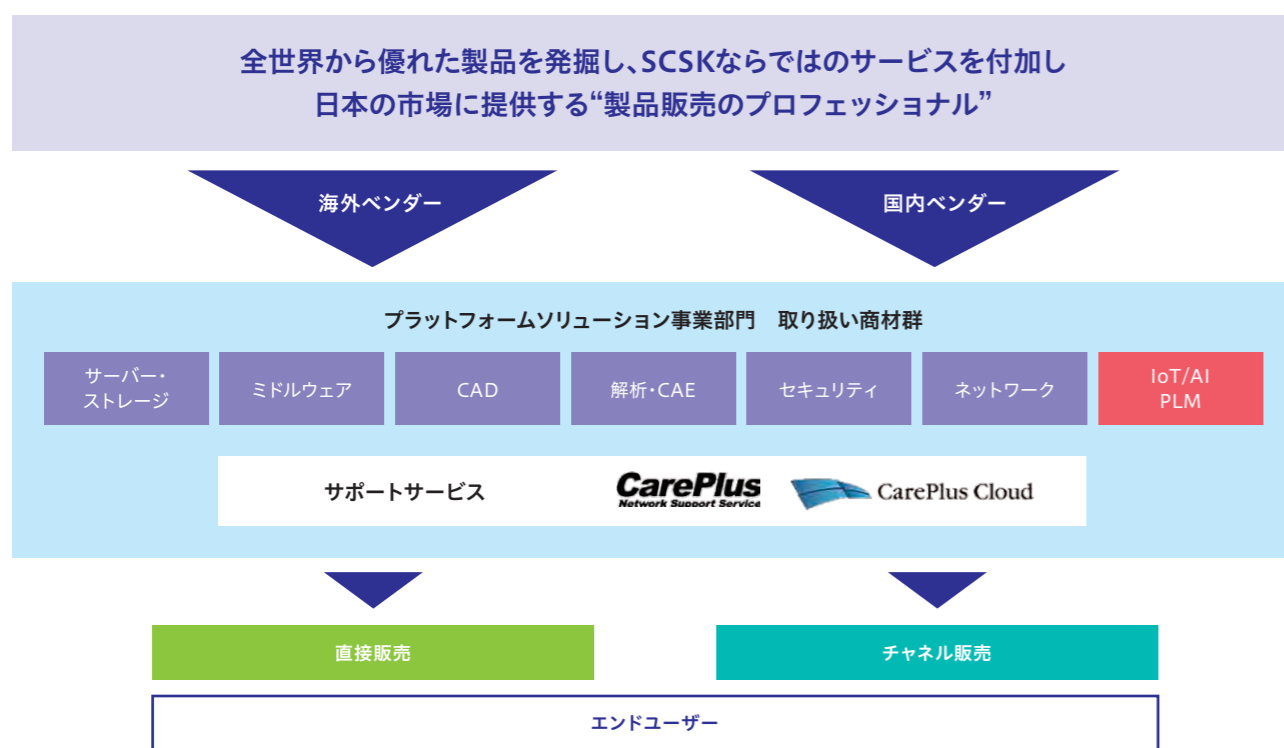 全世界から優れた製品を発掘し、SCSKならではのサービスを付加し
日本の市場に提供する“製品販売のプロフェッショナル”
海外ベンダー
国内ベンダー
プラットフォームソリューション事業部門　取り扱い商材群
サーバー・
ストレージ
ミドルウェア
CAD
解析・CAE
セキュリティ
ネットワーク
IoT/AI
PLM
サポートサービス
CarePlus
Network Support Service
CarePlus Cloud
直接販売
チャネル販売
エンドユーザー